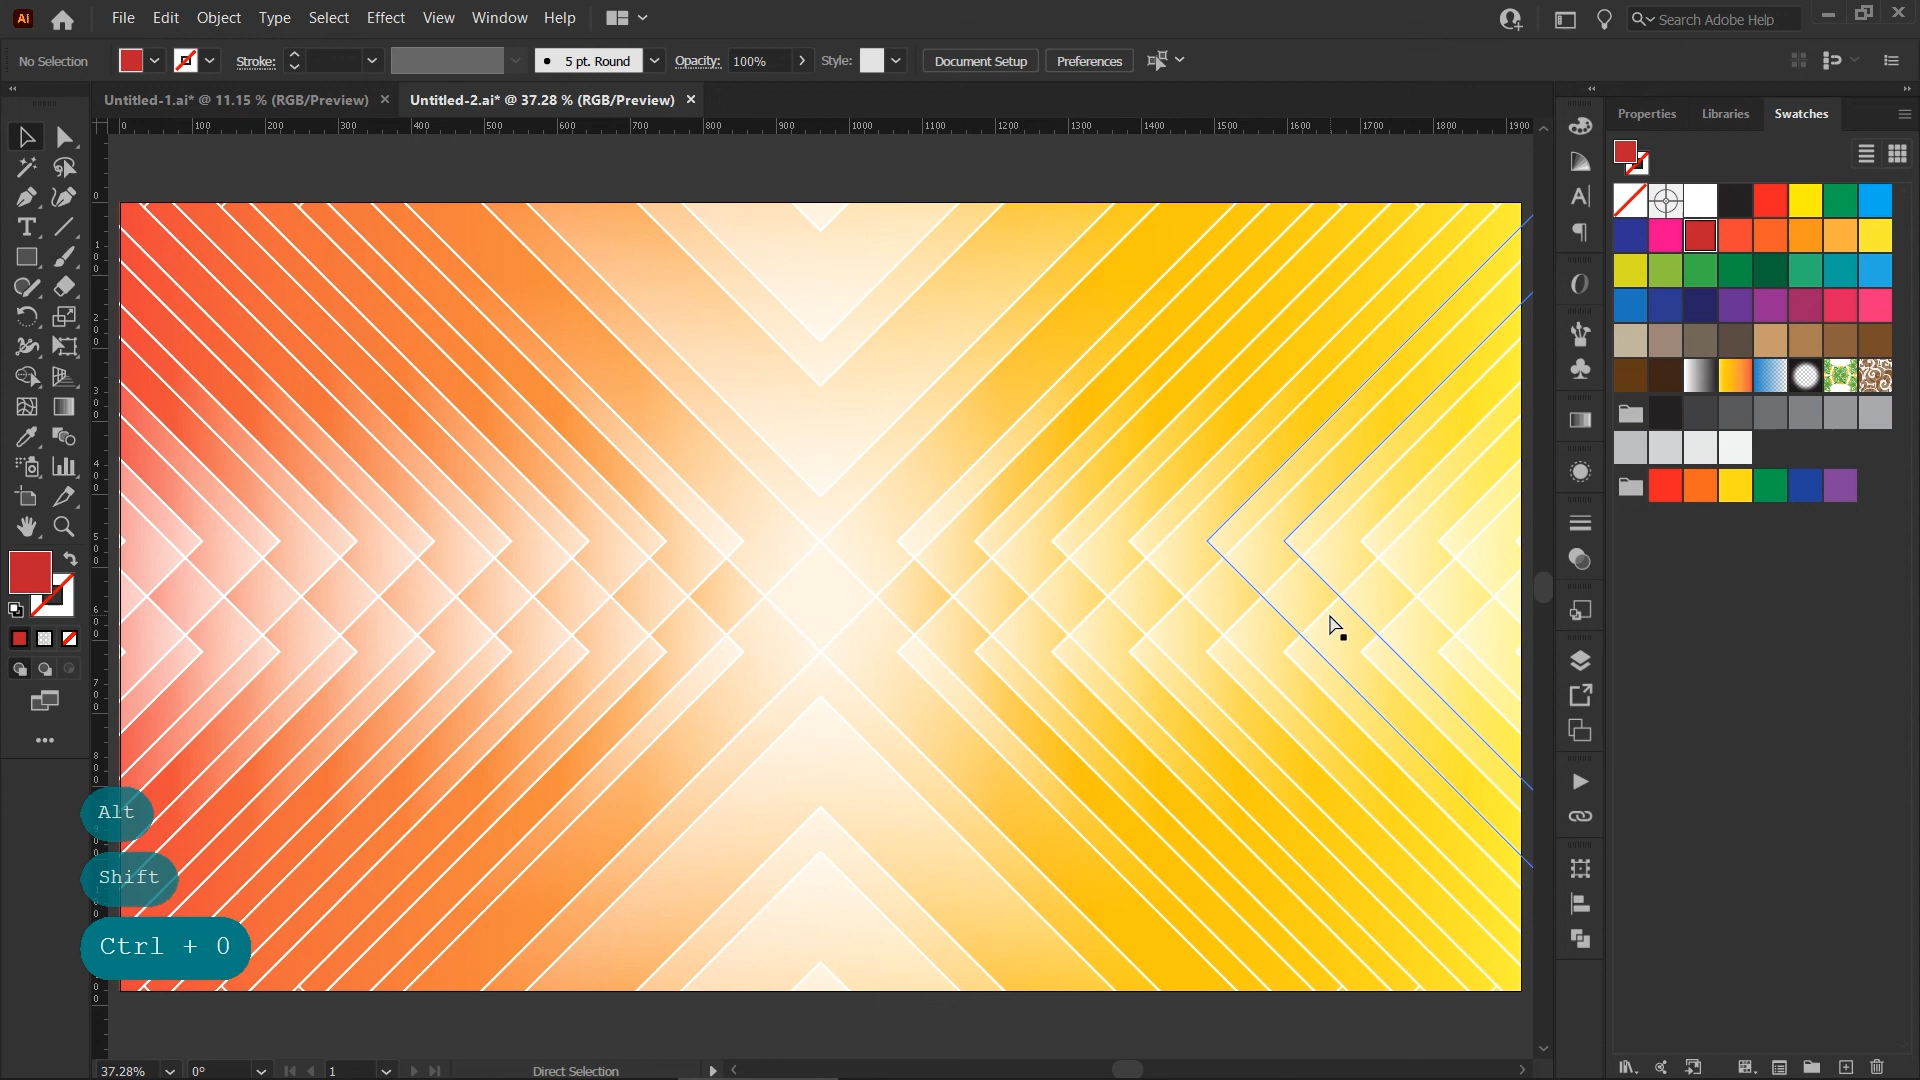 Ai File Edit Object Type Select Effect View Window Help Search Adobe Help
No Selection Stroke: 5 pt. Round Opacity: 100% Style: Document Setup Preferences
Untitled-1.ai* @ 11.15 % (RGB/Preview) × Untitled-2.ai* @ 37.28 % (RGB/Preview) ×
Properties Libraries Swatches
0 100 200 300 400 500 600 700 800 900 1000 1100 1200 1300 1400 1500 1600 1700 1800 1900
Alt
Shift
Ctrl + 0
37.28% 0° 1 Direct Selection